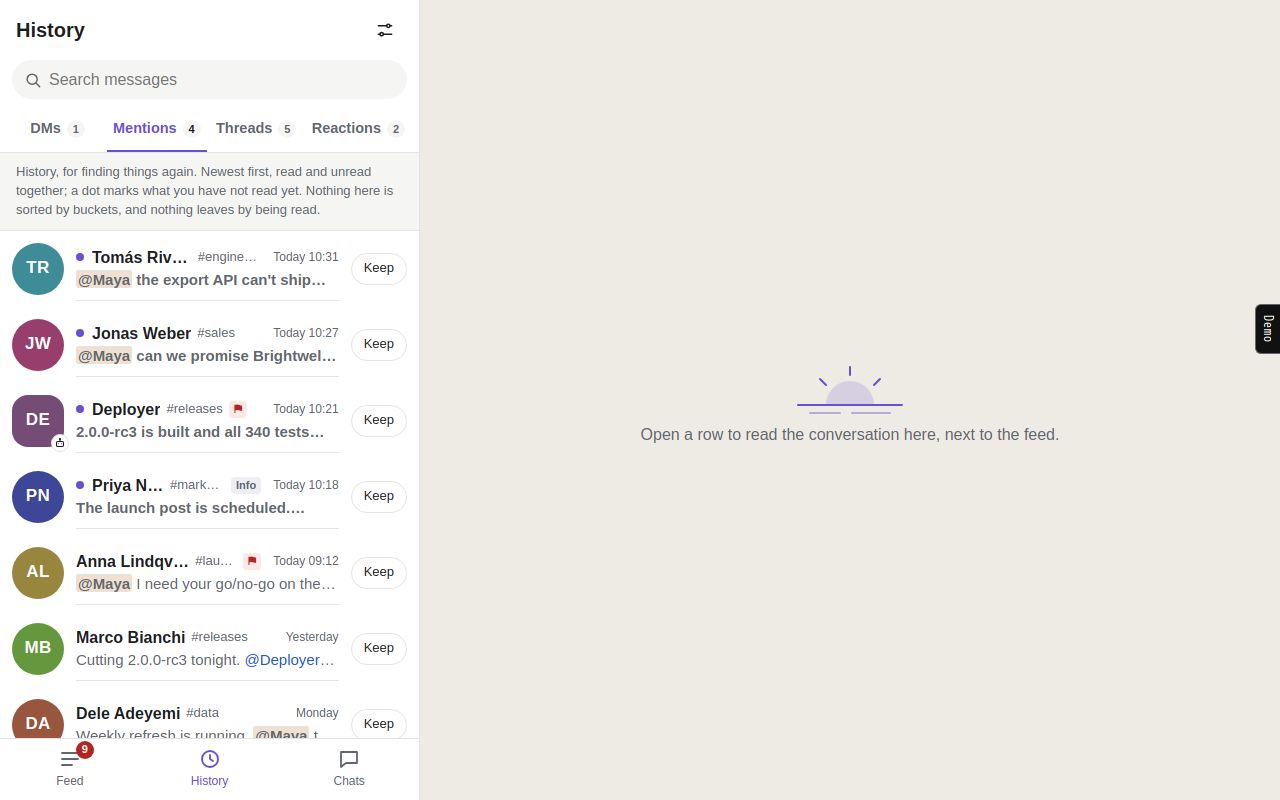 History
Search messages
DMs 1 Mentions 4 Threads 5 Reactions 2
History, for finding things again. Newest first, read and unread
together; a dot marks what you have not read yet. Nothing here is
sorted by buckets, and nothing leaves by being read.
TR Tomás Riv… #engine… Today 10:31 Keep
@Maya the export API can't ship…
JW Jonas Weber #sales Today 10:27 Keep
@Maya can we promise Brightwel…
DE Deployer #releases Today 10:21 Keep
2.0.0-rc3 is built and all 340 tests…
PN Priya N… #mark… Info Today 10:18 Keep
The launch post is scheduled.…
AL Anna Lindqv… #lau… Today 09:12 Keep
@Maya I need your go/no-go on the…
MB Marco Bianchi #releases Yesterday Keep
Cutting 2.0.0-rc3 tonight. @Deployer…
DA Dele Adeyemi #data Monday Keep
Weekly refresh is running. @Maya t…
9
Feed History Chats
Open a row to read the conversation here, next to the feed.
Demo